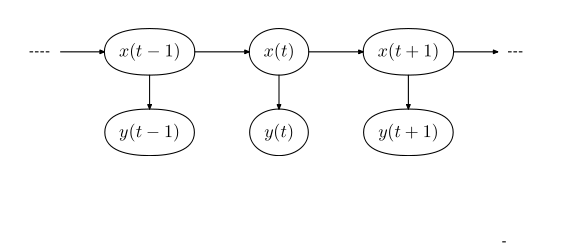 ---- x(t − 1) x(t) x(t + 1) ---
y(t − 1) y(t) y(t + 1)
-